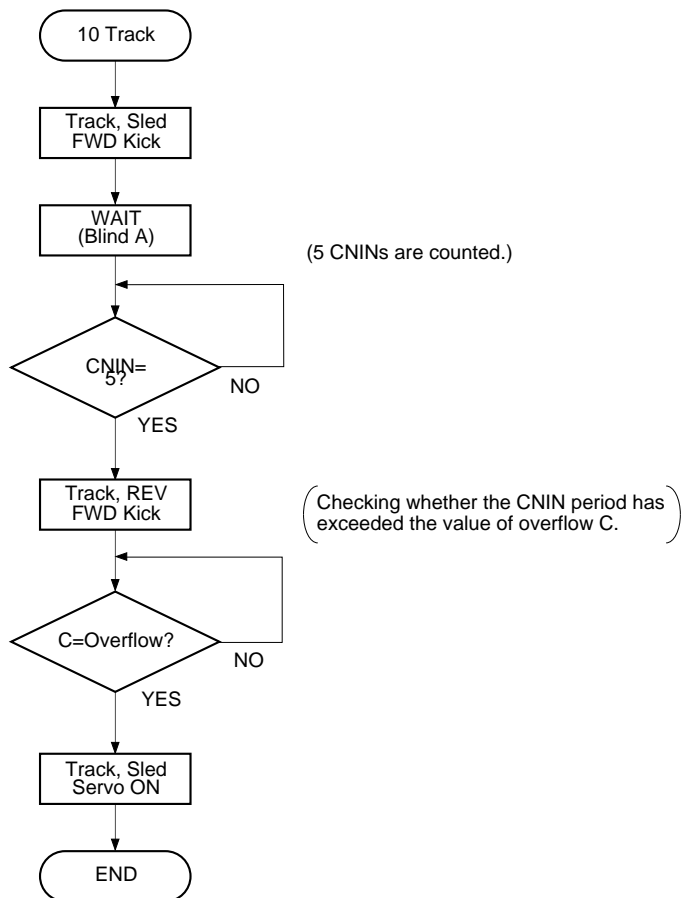 10 Track
Track, Sled
FWD Kick
WAIT
(Blind A)
(5 CNINs are counted.)
CNIN=
5?
NO
YES
Track, REV
FWD Kick
(Checking whether the CNIN period has
exceeded the value of overflow C.)
C=Overflow?
NO
YES
Track, Sled
Servo ON
END